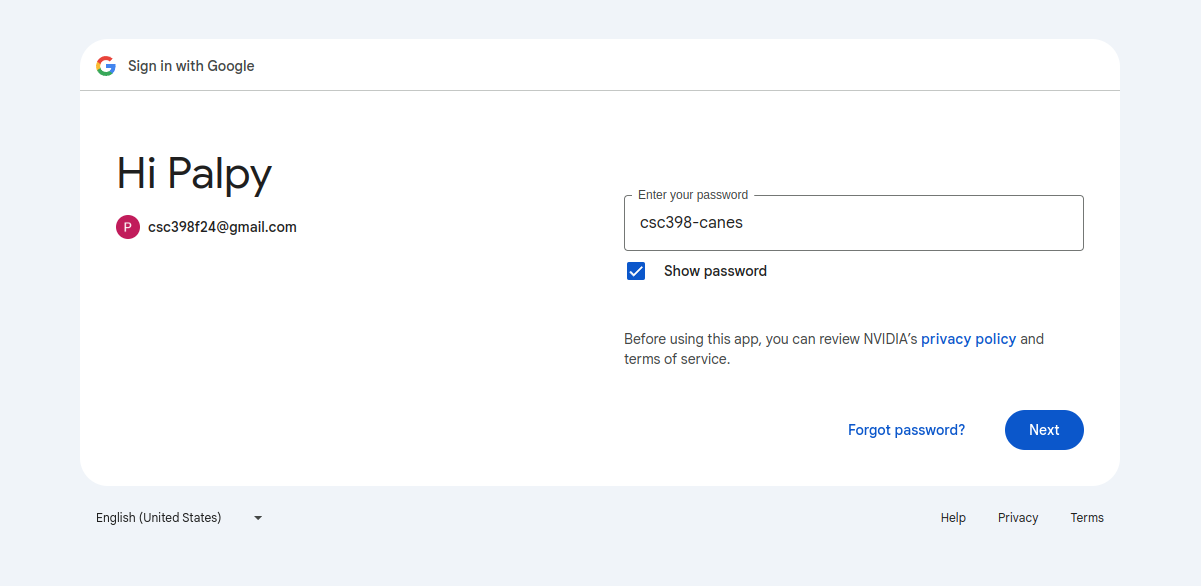 Sign in with Google
Hi Palpy
P
csc398f24@gmail.com
Enter your password
csc398-canes
Show password
Before using this app, you can review NVIDIA’s privacy policy and
terms of service.
Forgot password?
Next
English (United States)
Help
Privacy
Terms